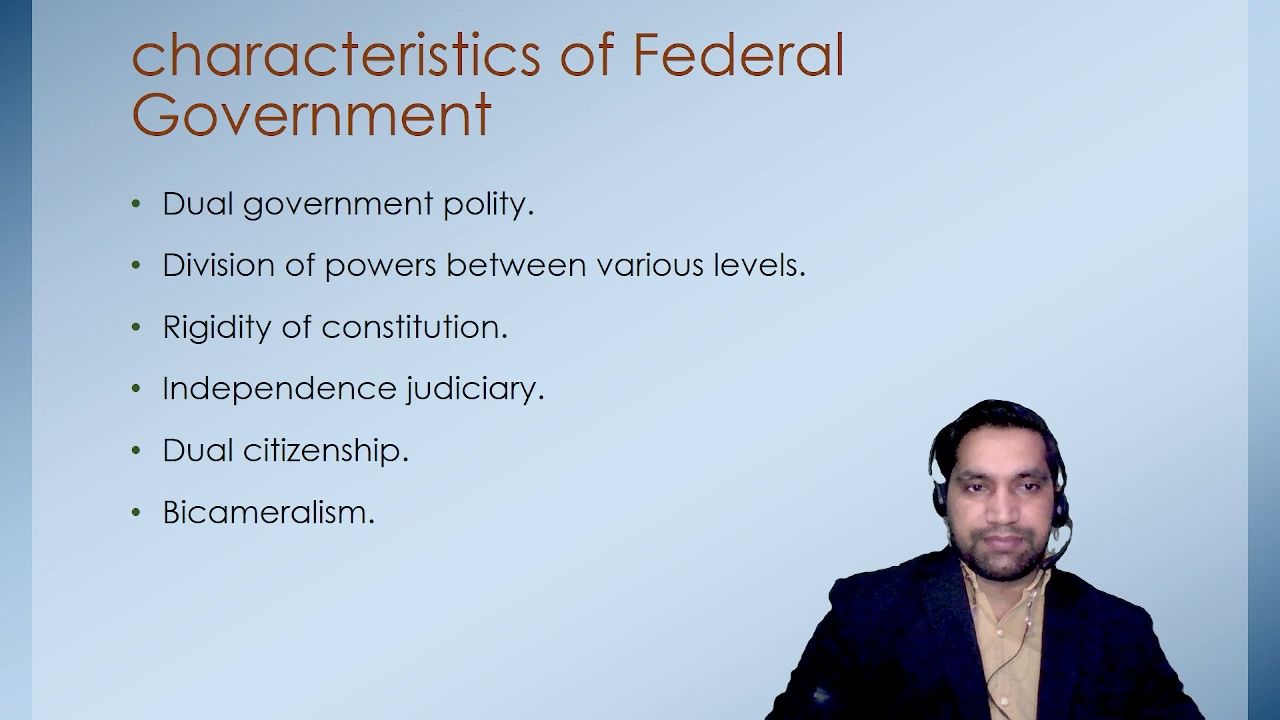 characteristics of Federal
Government
• Dual government polity.
• Division of powers between various levels.
• Rigidity of constitution.
• Independence judiciary.
• Dual citizenship.
• Bicameralism.